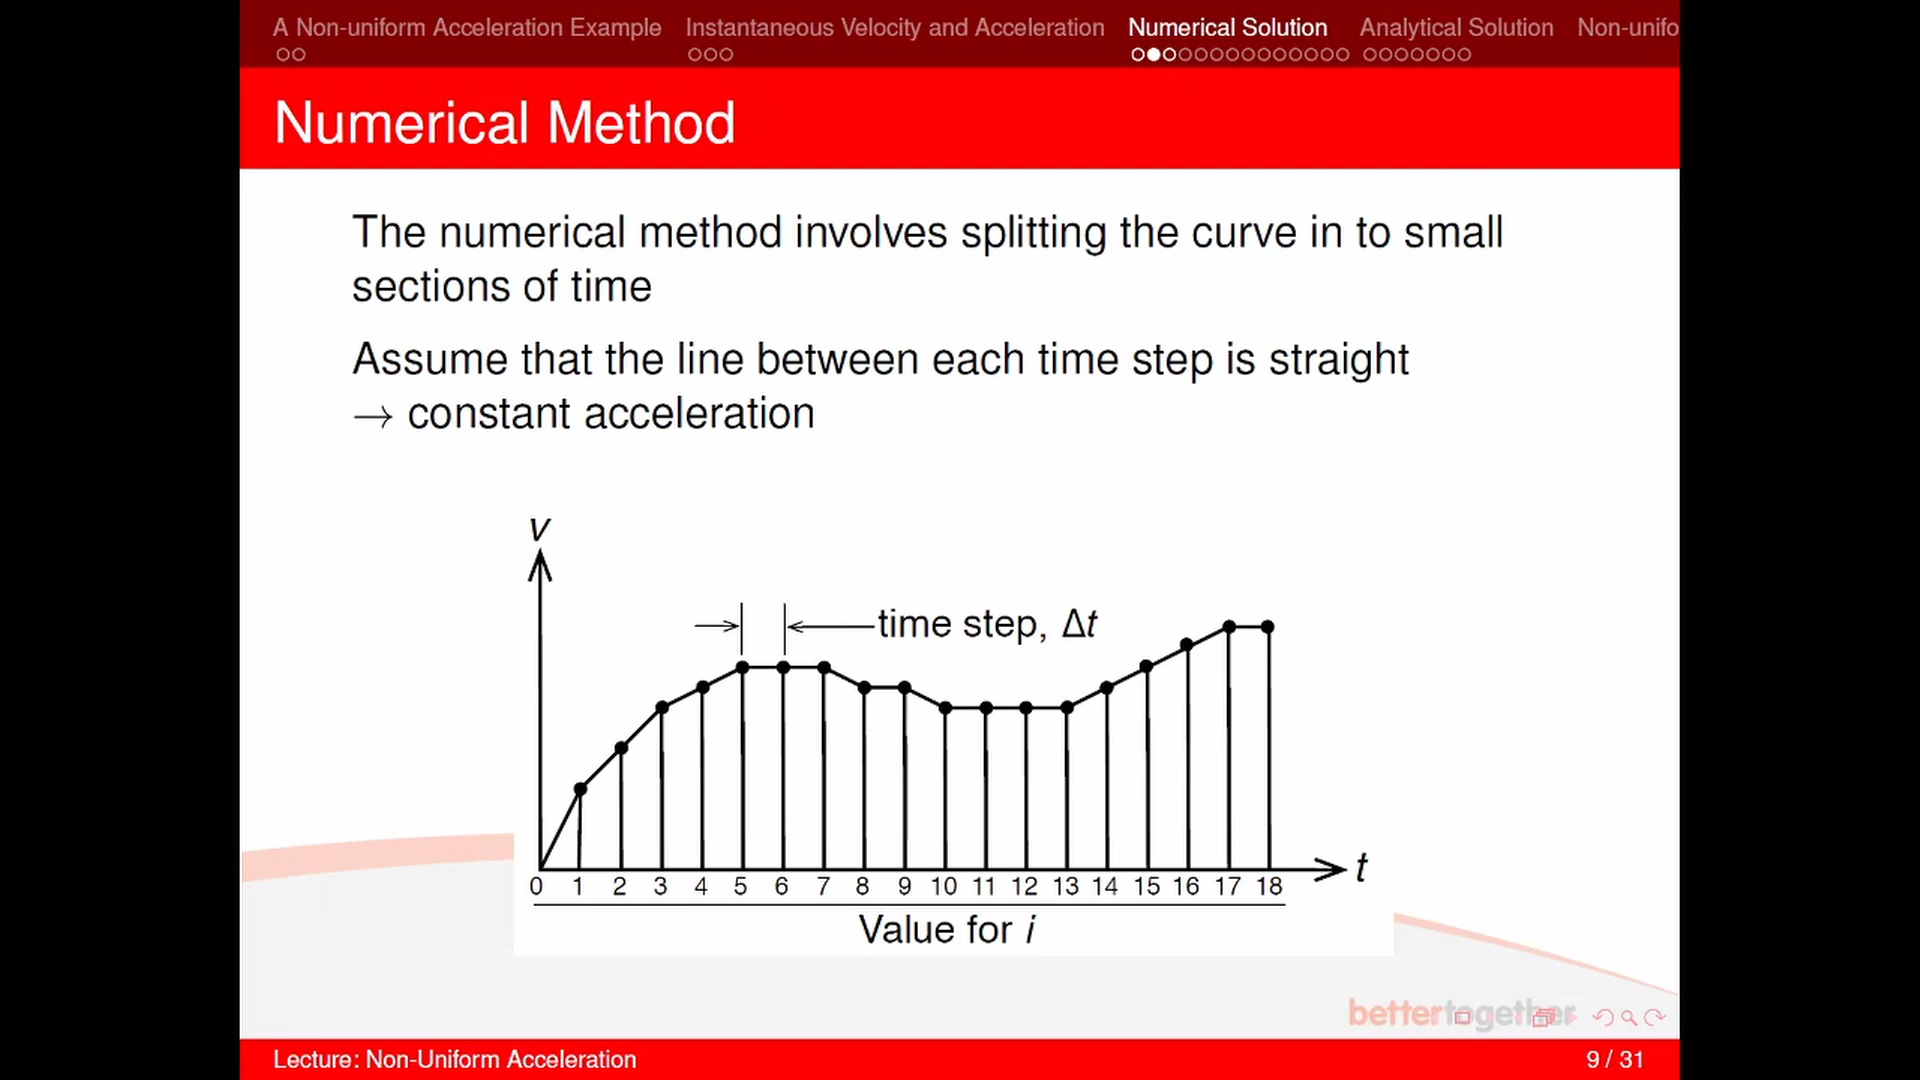 A Non-uniform Acceleration Example Instantaneous Velocity and Acceleration Numerical Solution Analytical Solution Non-unifo
Numerical Method
The numerical method involves splitting the curve in to small
sections of time
Assume that the line between each time step is straight
→ constant acceleration
v
time step, Δt
t
0 1 2 3 4 5 6 7 8 9 10 11 12 13 14 15 16 17 18
Value for i
bettertogether
Lecture: Non-Uniform Acceleration 9 / 31